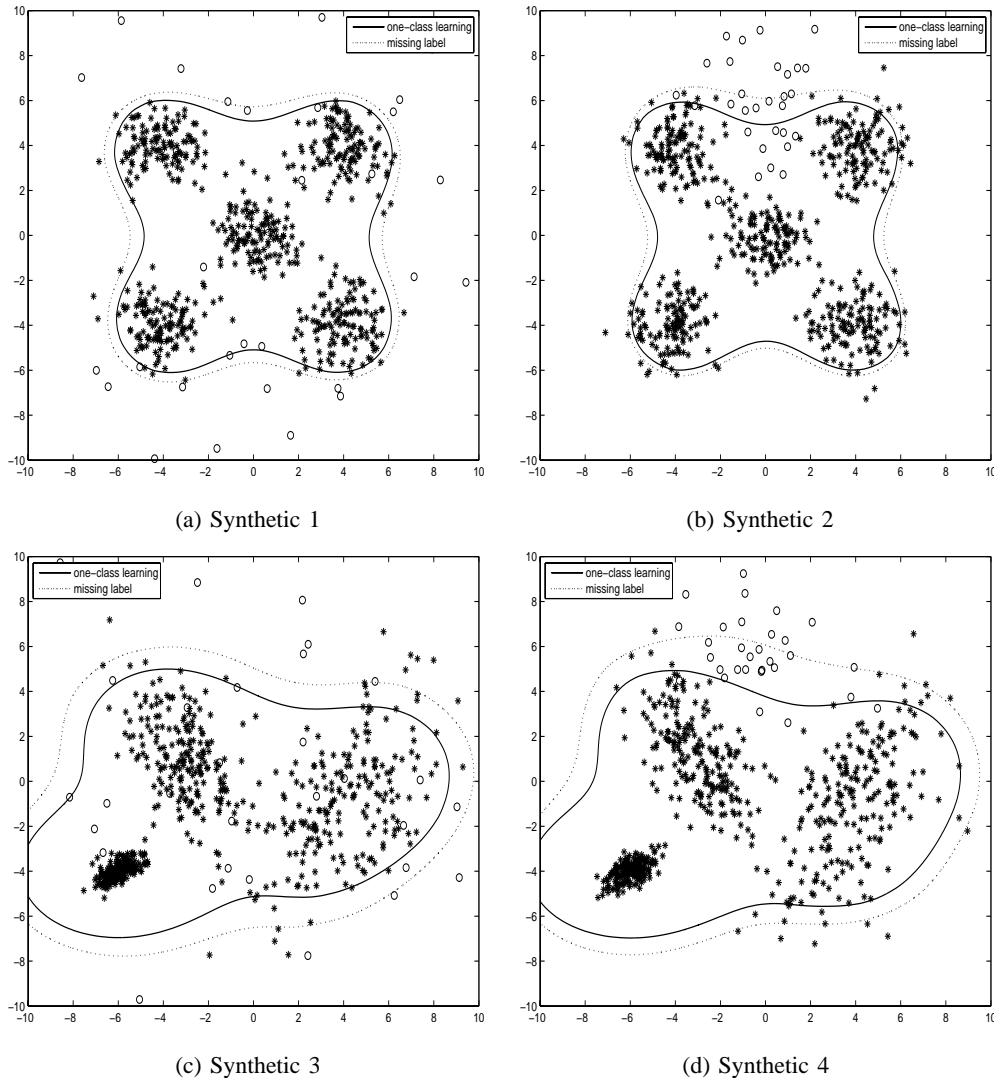 10
8
6
4
2
0
−2
−4
−6
−8
−10
−10 −8 −6 −4 −2 0 2 4 6 8 10
one-class learning
missing label
(a) Synthetic 1
10
8
6
4
2
0
−2
−4
−6
−8
−10
−10 −8 −6 −4 −2 0 2 4 6 8 10
one-class learning
missing label
(b) Synthetic 2
10
8
6
4
2
0
−2
−4
−6
−8
−10
−10 −8 −6 −4 −2 0 2 4 6 8 10
one-class learning
missing label
(c) Synthetic 3
10
8
6
4
2
0
−2
−4
−6
−8
−10
−10 −8 −6 −4 −2 0 2 4 6 8 10
one-class learning
missing label
(d) Synthetic 4